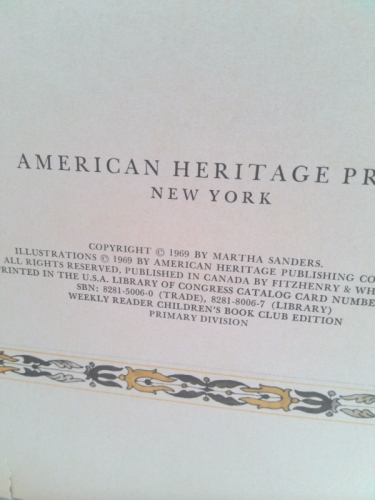 AMERICAN HERITAGE PR
NEW YORK
COPYRIGHT © 1969 BY MARTHA SANDERS.
ILLUSTRATIONS © 1969 BY AMERICAN HERITAGE PUBLISHING CO
ALL RIGHTS RESERVED, PUBLISHED IN CANADA BY FITZHENRY & WH
PRINTED IN THE U.S.A. LIBRARY OF CONGRESS CATALOG CARD NUMBE
SBN: 8281-5006-0 (TRADE), 8281-8006-7 (LIBRARY)
WEEKLY READER CHILDREN'S BOOK CLUB EDITION
PRIMARY DIVISION